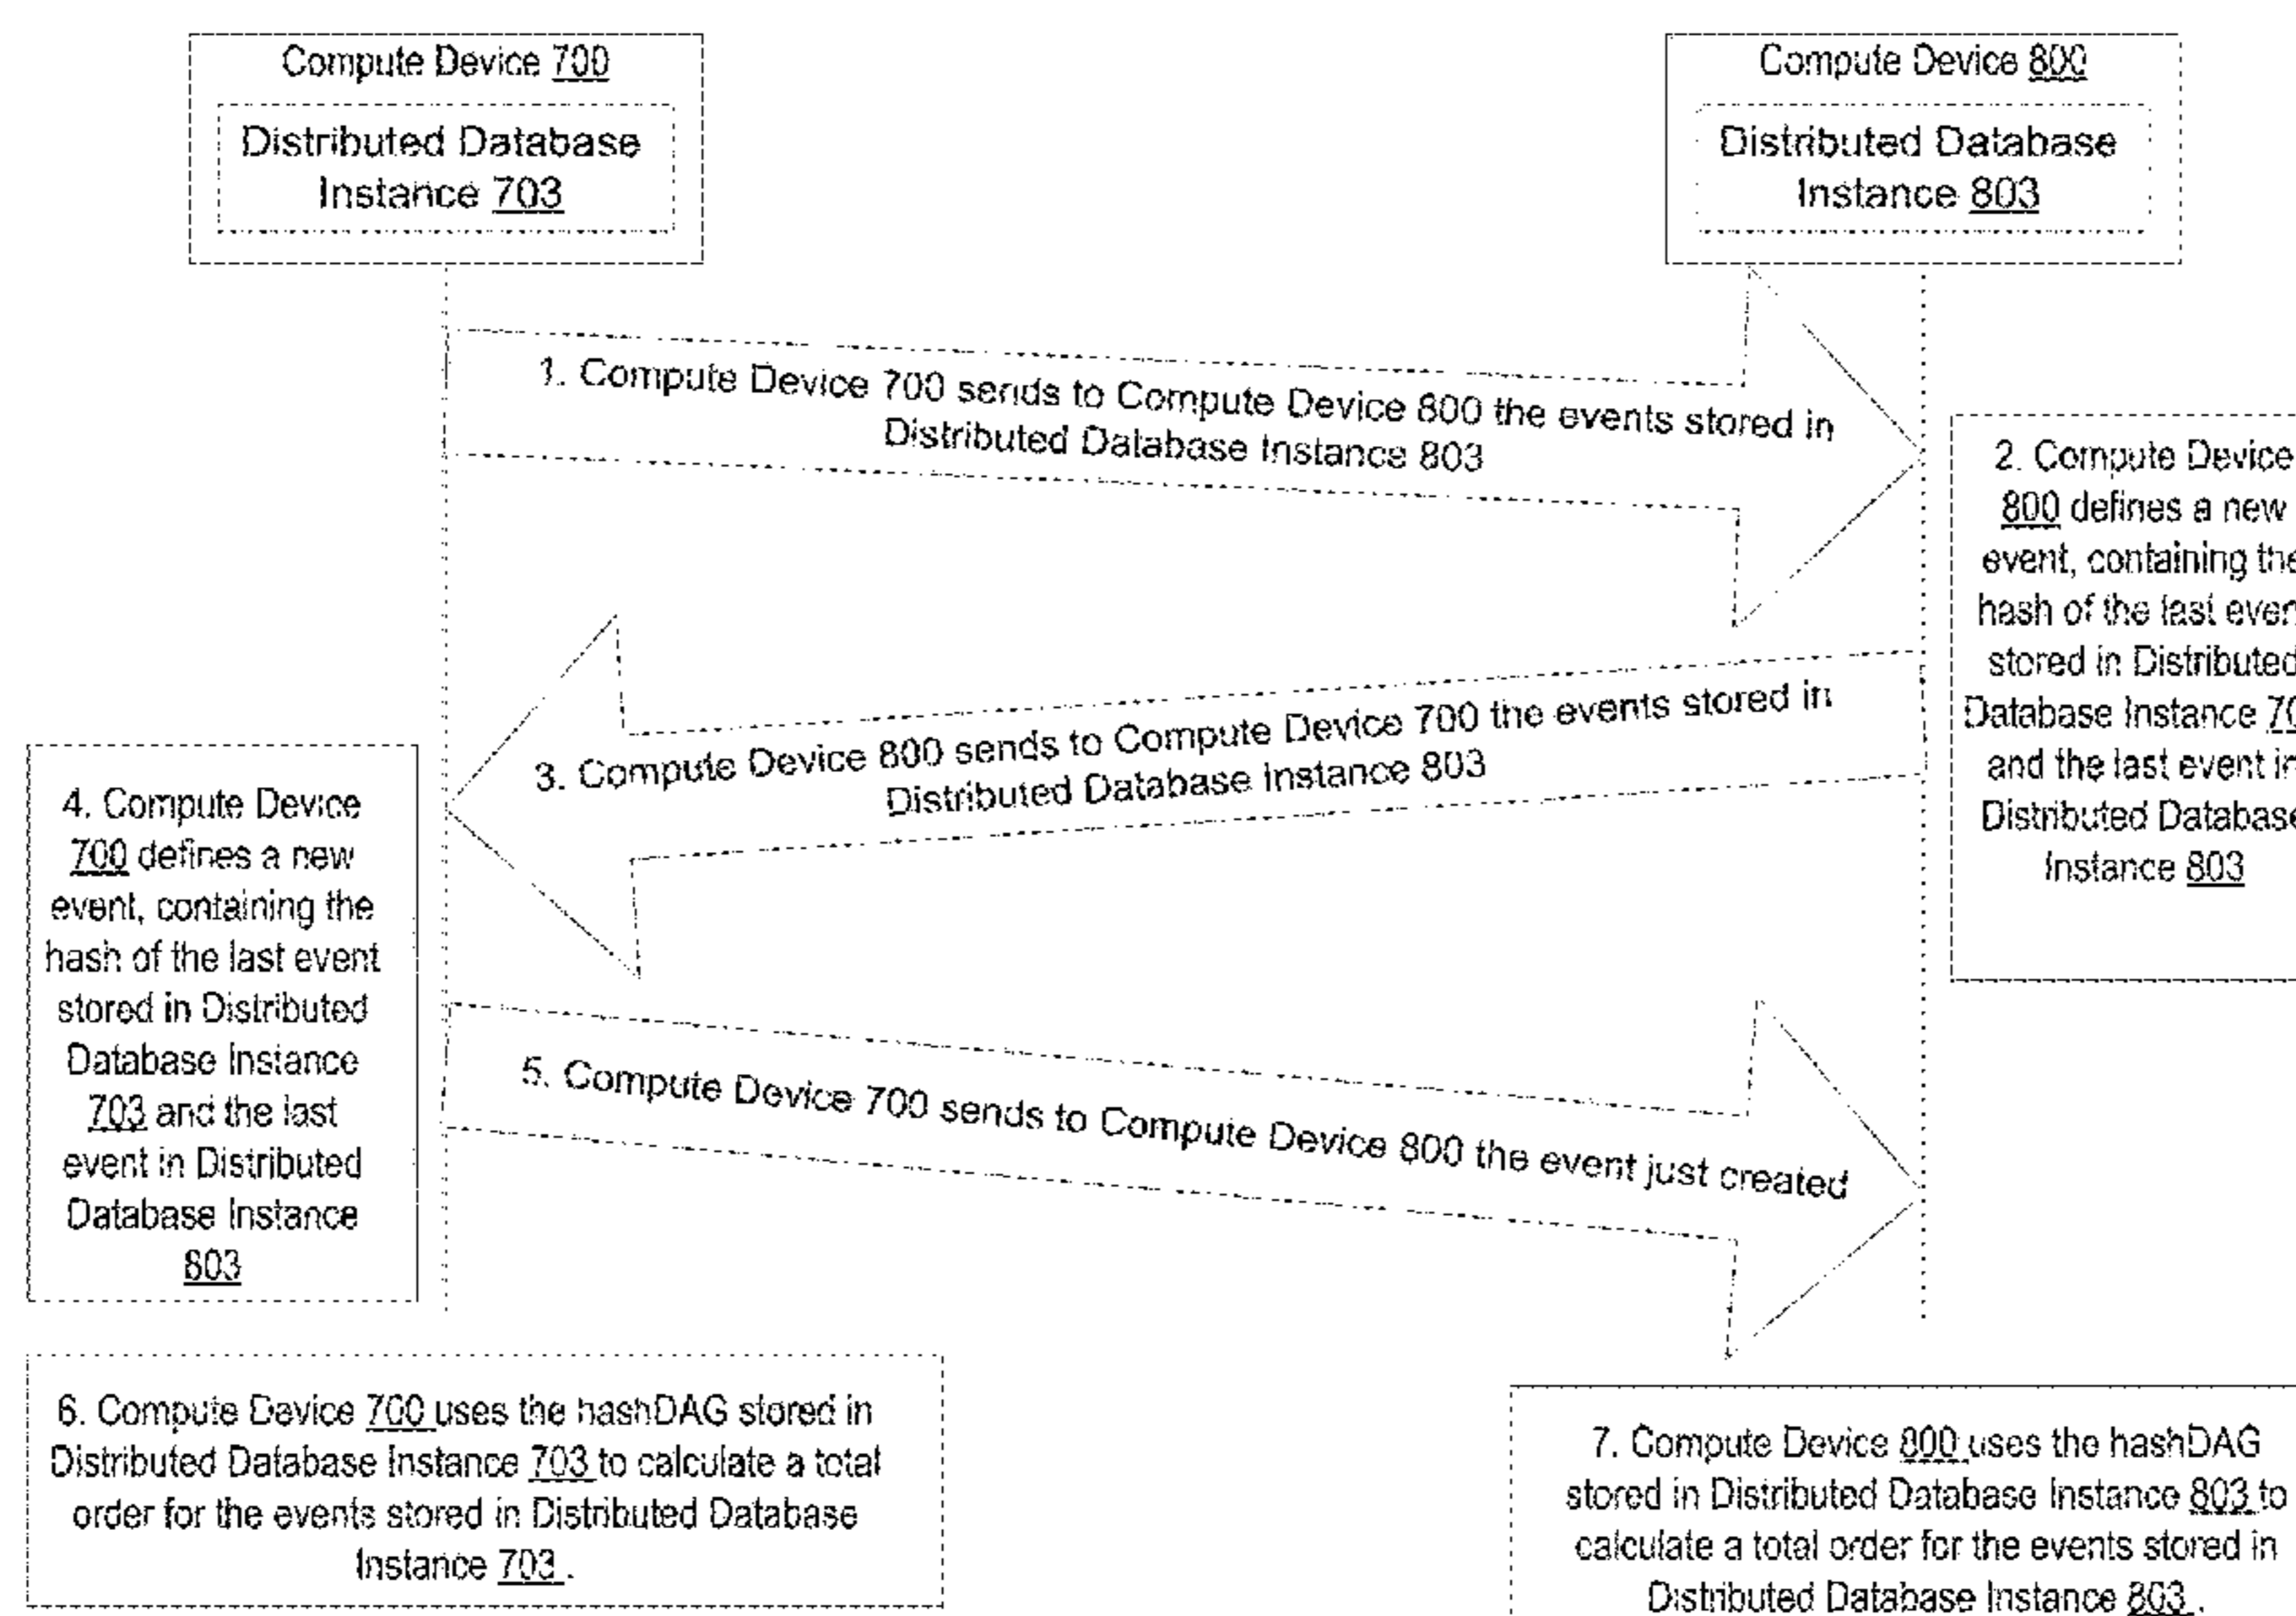 Compute Device 700
Distributed Database
Instance 703
Compute Device 800
Distributed Database
Instance 803
1. Compute Device 700 sends to Compute Device 800 the events stored in
Distributed Database Instance 803
2. Compute Device
800 defines a new
event, containing the
hash of the last even
stored in Distributed
Database Instance 70
and the last event in
Distributed Database
Instance 803
3. Compute Device 800 sends to Compute Device 700 the events stored in
Distributed Database Instance 803
4. Compute Device
700 defines a new
event, containing the
hash of the last event
stored in Distributed
Database Instance
703 and the last
event in Distributed
Database Instance
803
5. Compute Device 700 sends to Compute Device 800 the event just created
6. Compute Device 700 uses the hashDAG stored in
Distributed Database Instance 703 to calculate a total
order for the events stored in Distributed Database
Instance 703.
7. Compute Device 800 uses the hashDAG
stored in Distributed Database Instance 803 to
calculate a total order for the events stored in
Distributed Database Instance 803.